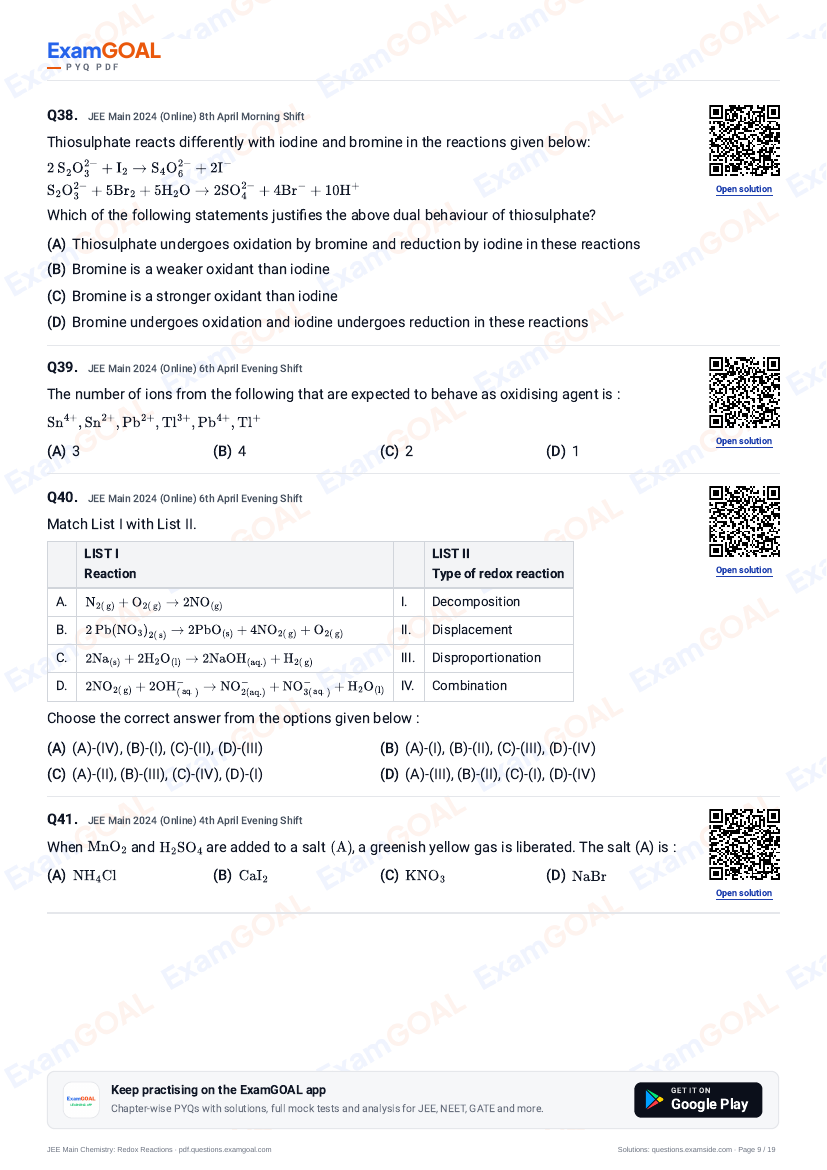 ExamGOAL
PYQ PDF
Q38. JEE Main 2024 (Online) 8th April Morning Shift
Thiosulphate reacts differently with iodine and bromine in the reactions given below:
2 S₂O₃²⁻ + I₂ → S₄O₆²⁻ + 2I⁻
S₂O₃²⁻ + 5Br₂ + 5H₂O → 2SO₄²⁻ + 4Br⁻ + 10H⁺
Which of the following statements justifies the above dual behaviour of thiosulphate?
(A) Thiosulphate undergoes oxidation by bromine and reduction by iodine in these reactions
(B) Bromine is a weaker oxidant than iodine
(C) Bromine is a stronger oxidant than iodine
(D) Bromine undergoes oxidation and iodine undergoes reduction in these reactions
Open solution
Q39. JEE Main 2024 (Online) 6th April Evening Shift
The number of ions from the following that are expected to behave as oxidising agent is :
Sn⁴⁺, Sn²⁺, Pb²⁺, Tl³⁺, Pb⁴⁺, Tl⁺
(A) 3 (B) 4 (C) 2 (D) 1
Open solution
Q40. JEE Main 2024 (Online) 6th April Evening Shift
Match List I with List II.
LIST I LIST II
Reaction Type of redox reaction
A. N₂₍g₎ + O₂₍g₎ → 2NO₍g₎ I. Decomposition
B. 2 Pb(NO₃)₂₍s₎ → 2PbO₍s₎ + 4NO₂₍g₎ + O₂₍g₎ II. Displacement
C. 2Na₍s₎ + 2H₂O₍l₎ → 2NaOH₍aq.₎ + H₂₍g₎ III. Disproportionation
D. 2NO₂₍g₎ + 2OH⁻₍aq.₎ → NO₂⁻₍aq.₎ + NO₃⁻₍aq.₎ + H₂O₍l₎ IV. Combination
Choose the correct answer from the options given below :
(A) (A)-(IV), (B)-(I), (C)-(II), (D)-(III) (B) (A)-(I), (B)-(II), (C)-(III), (D)-(IV)
(C) (A)-(II), (B)-(III), (C)-(IV), (D)-(I) (D) (A)-(III), (B)-(II), (C)-(I), (D)-(IV)
Open solution
Q41. JEE Main 2024 (Online) 4th April Evening Shift
When MnO₂ and H₂SO₄ are added to a salt (A), a greenish yellow gas is liberated. The salt (A) is :
(A) NH₄Cl (B) CaI₂ (C) KNO₃ (D) NaBr
Open solution
ExamGOAL
Keep practising on the ExamGOAL app
Chapter-wise PYQs with solutions, full mock tests and analysis for JEE, NEET, GATE and more.
GET IT ON
Google Play
JEE Main Chemistry: Redox Reactions · pdf.questions.examgoal.com
Solutions: questions.examside.com · Page 9 / 19